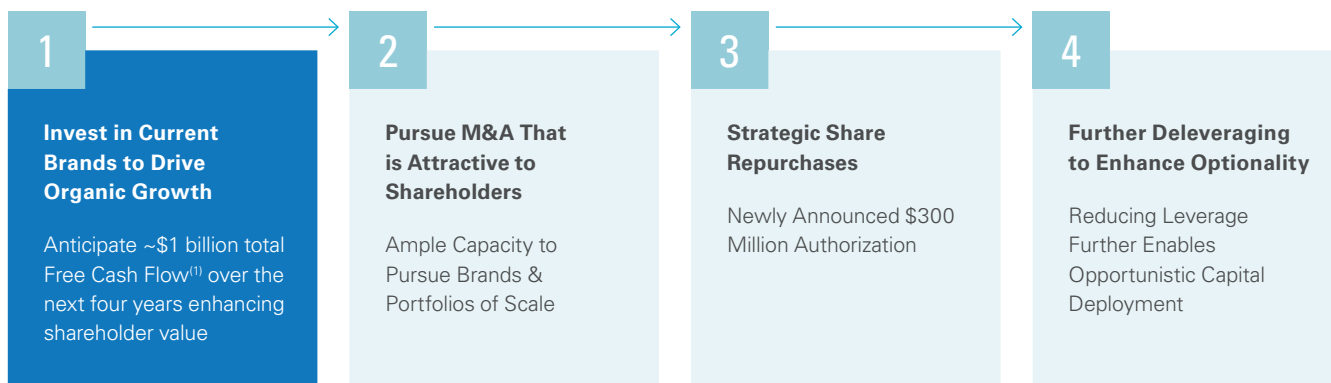 1
Invest in Current
Brands to Drive
Organic Growth
Anticipate ~$1 billion total
Free Cash Flow(1) over the
next four years enhancing
shareholder value
2
Pursue M&A That
is Attractive to
Shareholders
Ample Capacity to
Pursue Brands &
Portfolios of Scale
3
Strategic Share
Repurchases
Newly Announced $300
Million Authorization
4
Further Deleveraging
to Enhance Optionality
Reducing Leverage
Further Enables
Opportunistic Capital
Deployment